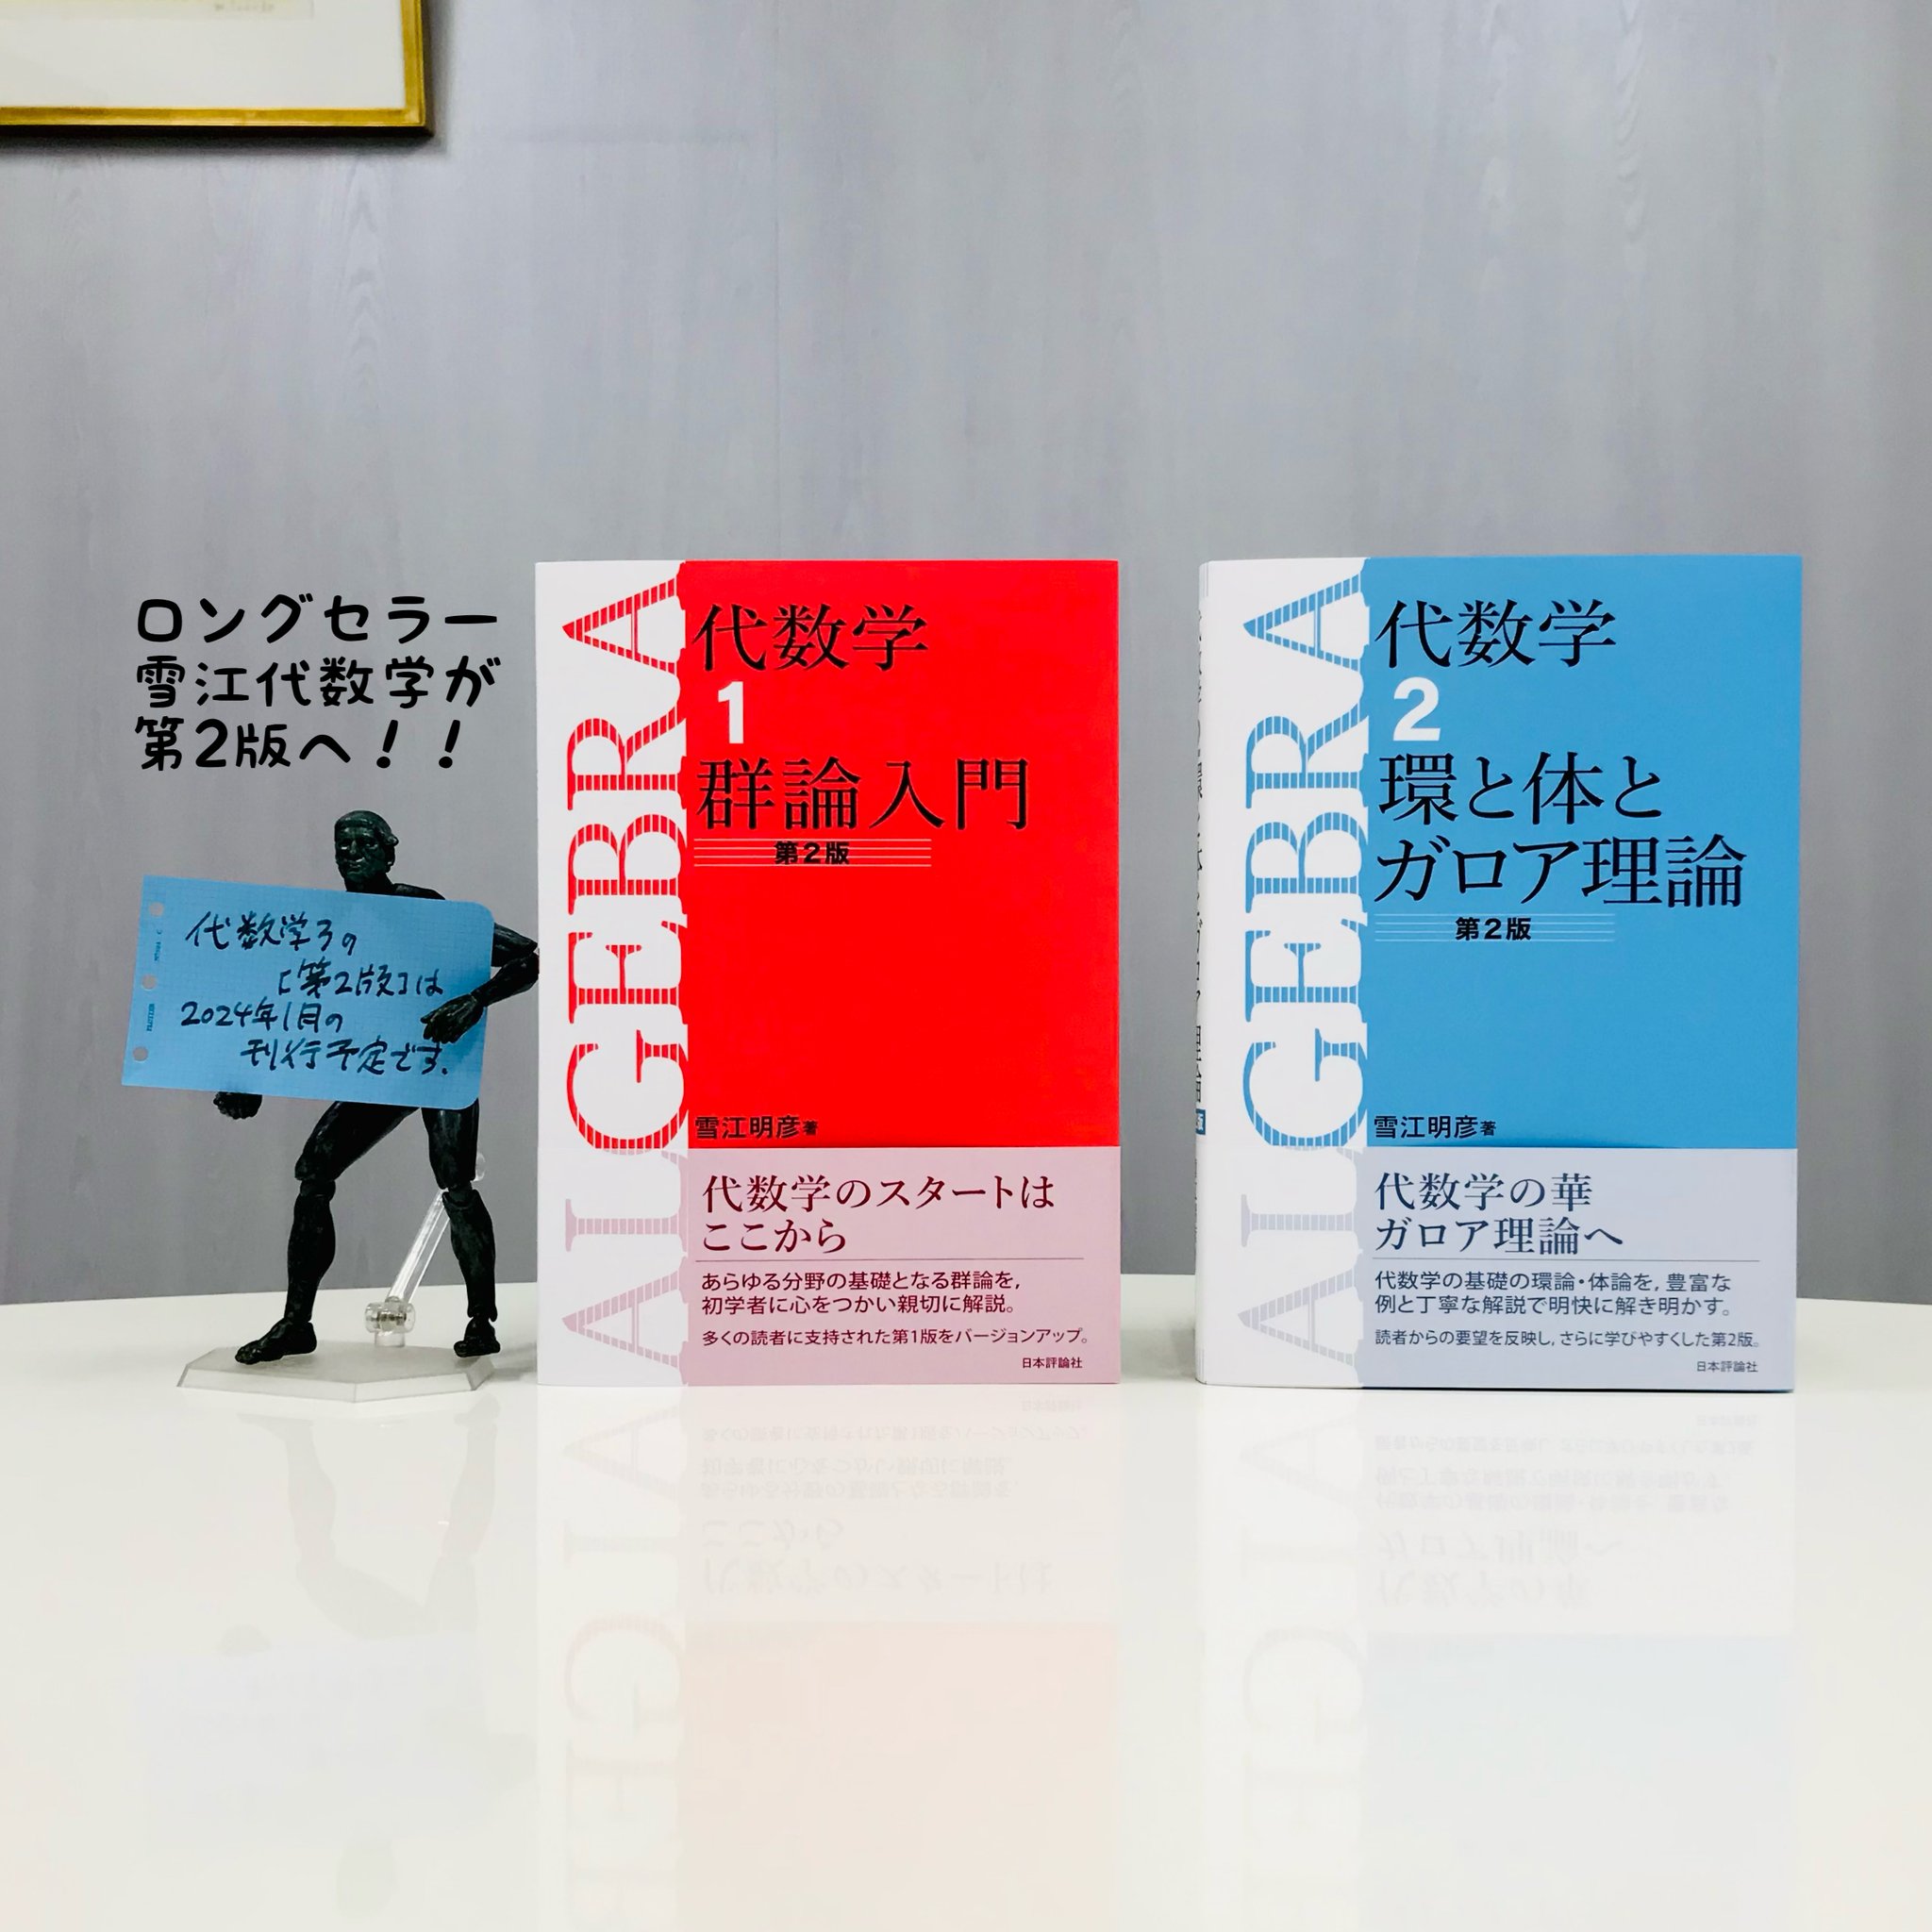 ロングセラー
雪江代数学が
第2版へ！！
代数学3の
「第2版」は
2024年1月の
刊行予定です.
ALGEBRA
代数学
1
群論入門
第2版
雪江明彦著
代数学のスタートは
ここから
あらゆる分野の基礎となる群論を,
初学者に心をつかい親切に解説。
多くの読者に支持された第1版をバージョンアップ。
日本評論社
ALGEBRA
代数学
2
環と体と
ガロア理論
第2版
雪江明彦著
代数学の華
ガロア理論へ
代数学の基礎の環論・体論を, 豊富な
例と丁寧な解説で明快に解き明かす。
読者からの要望を反映し, さらに学びやすくした第2版。
日本評論社